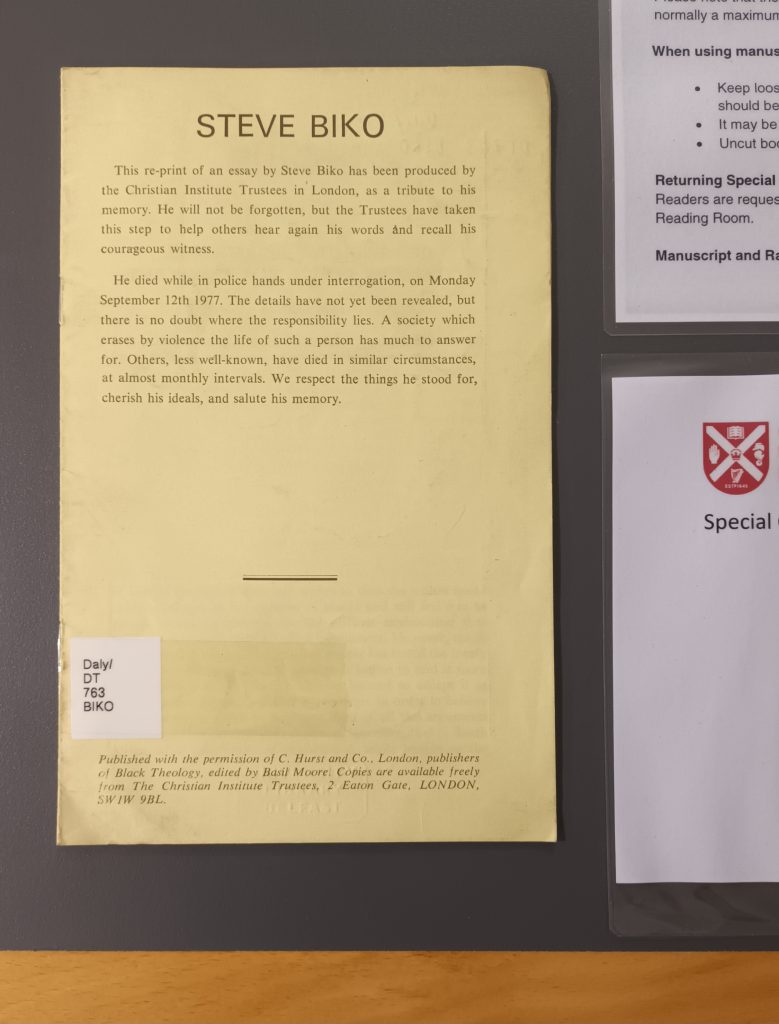 STEVE BIKO
This re-print of an essay by Steve Biko has been produced by
the Christian Institute Trustees in London, as a tribute to his
memory. He will not be forgotten, but the Trustees have taken
this step to help others hear again his words and recall his
courageous witness.
He died while in police hands under interrogation, on Monday
September 12th 1977. The details have not yet been revealed, but
there is no doubt where the responsibility lies. A society which
erases by violence the life of such a person has much to answer
for. Others, less well-known, have died in similar circumstances,
at almost monthly intervals. We respect the things he stood for,
cherish his ideals, and salute his memory.
Daly/
DT
763
BIKO
Published with the permission of C. Hurst and Co., London, publishers
of Black Theology, edited by Basil Moore. Copies are available freely
from The Christian Institute Trustees, 2 Eaton Gate, LONDON,
SW1W 9BL.
normally a maximum
When using manus
• Keep loos
should be
• It may be
• Uncut boo
Returning Special
Readers are reques
Reading Room.
Manuscript and Ra
Special